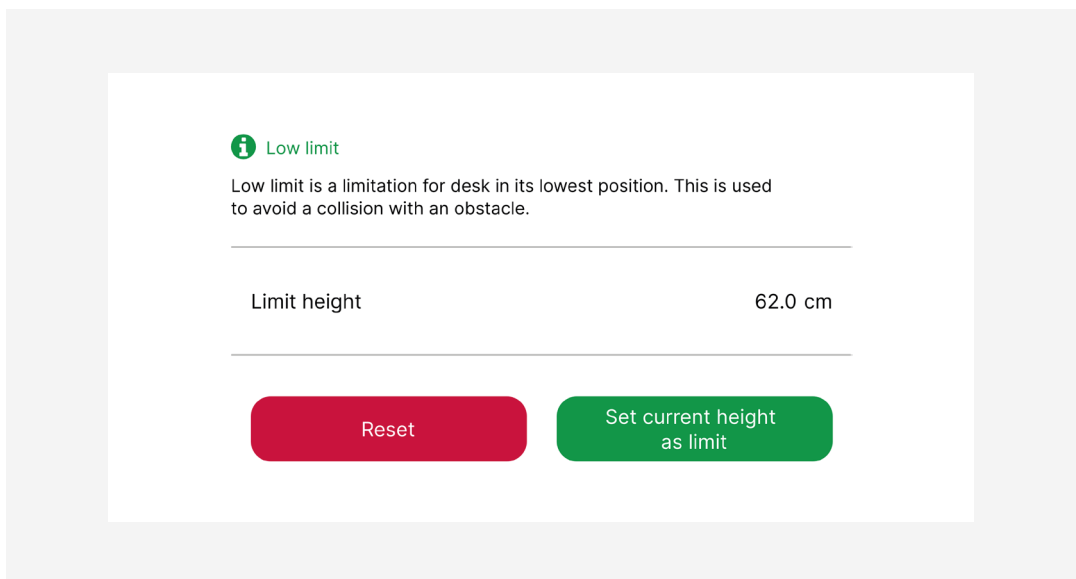 Low limit
Low limit is a limitation for desk in its lowest position. This is used
to avoid a collision with an obstacle.
Limit height 62.0 cm
Reset
Set current height
as limit